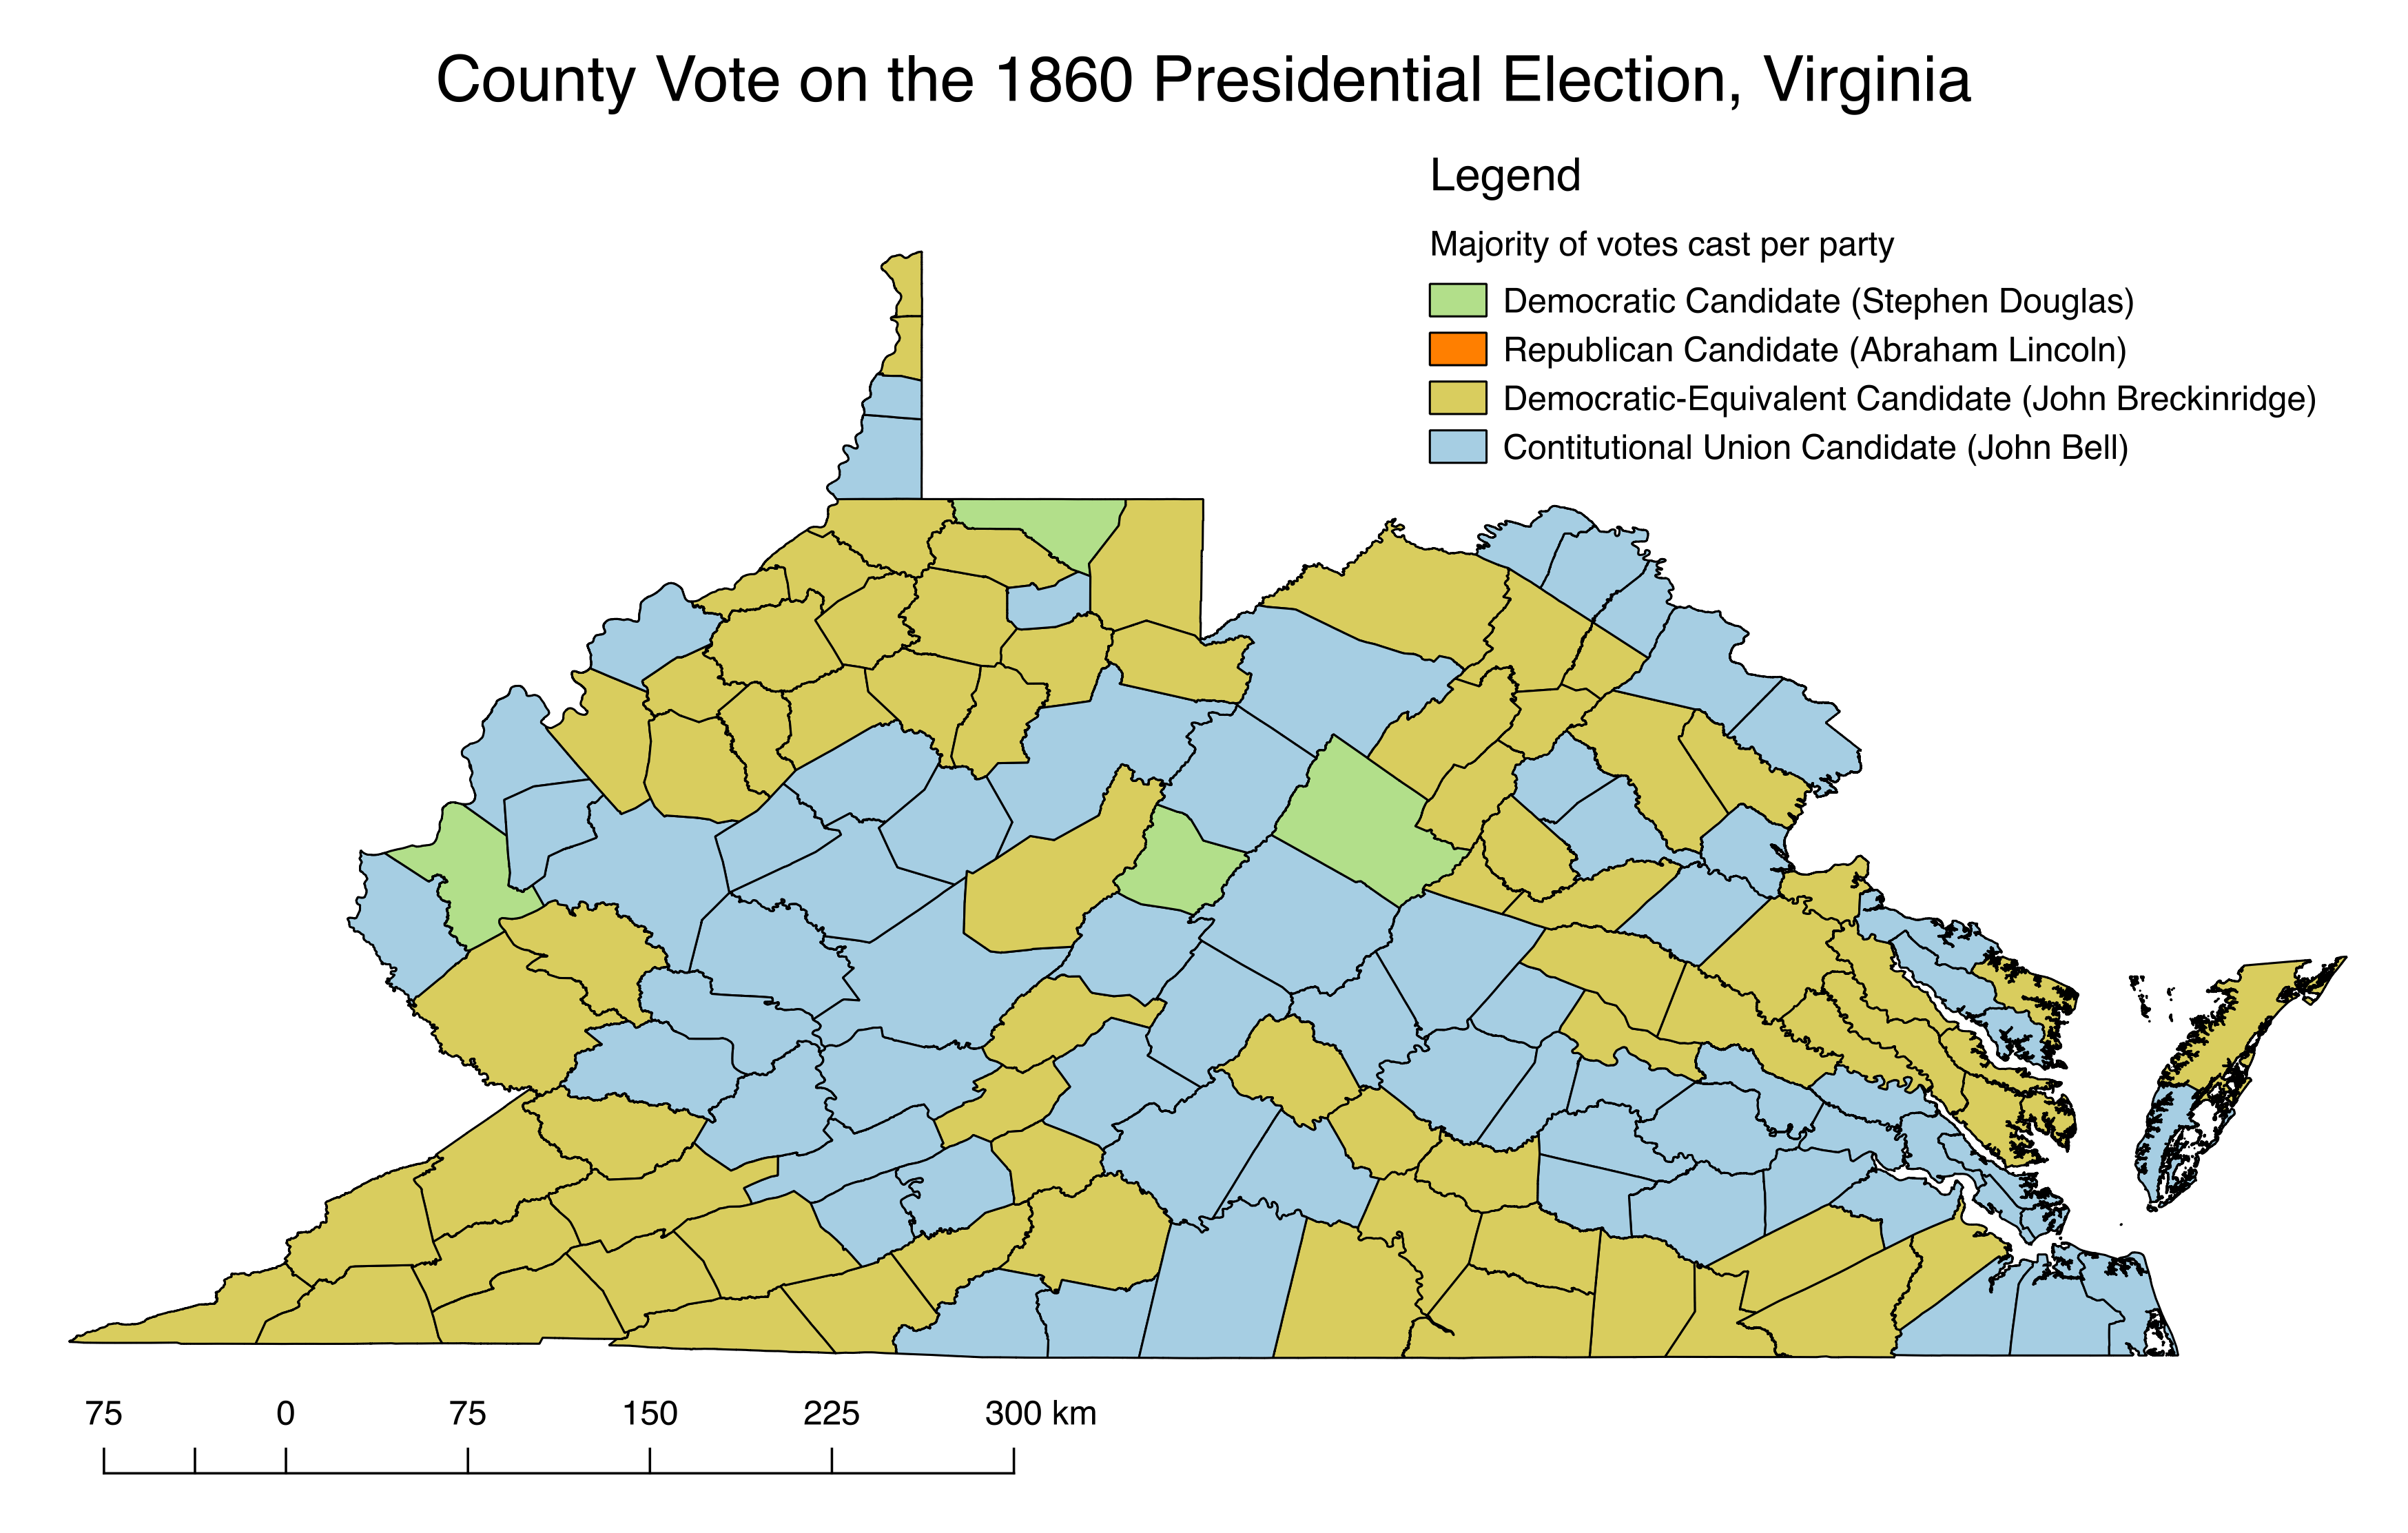 County Vote on the 1860 Presidential Election, Virginia
Legend
Majority of votes cast per party
Democratic Candidate (Stephen Douglas)
Republican Candidate (Abraham Lincoln)
Democratic-Equivalent Candidate (John Breckinridge)
Contitutional Union Candidate (John Bell)
75 0 75 150 225 300 km